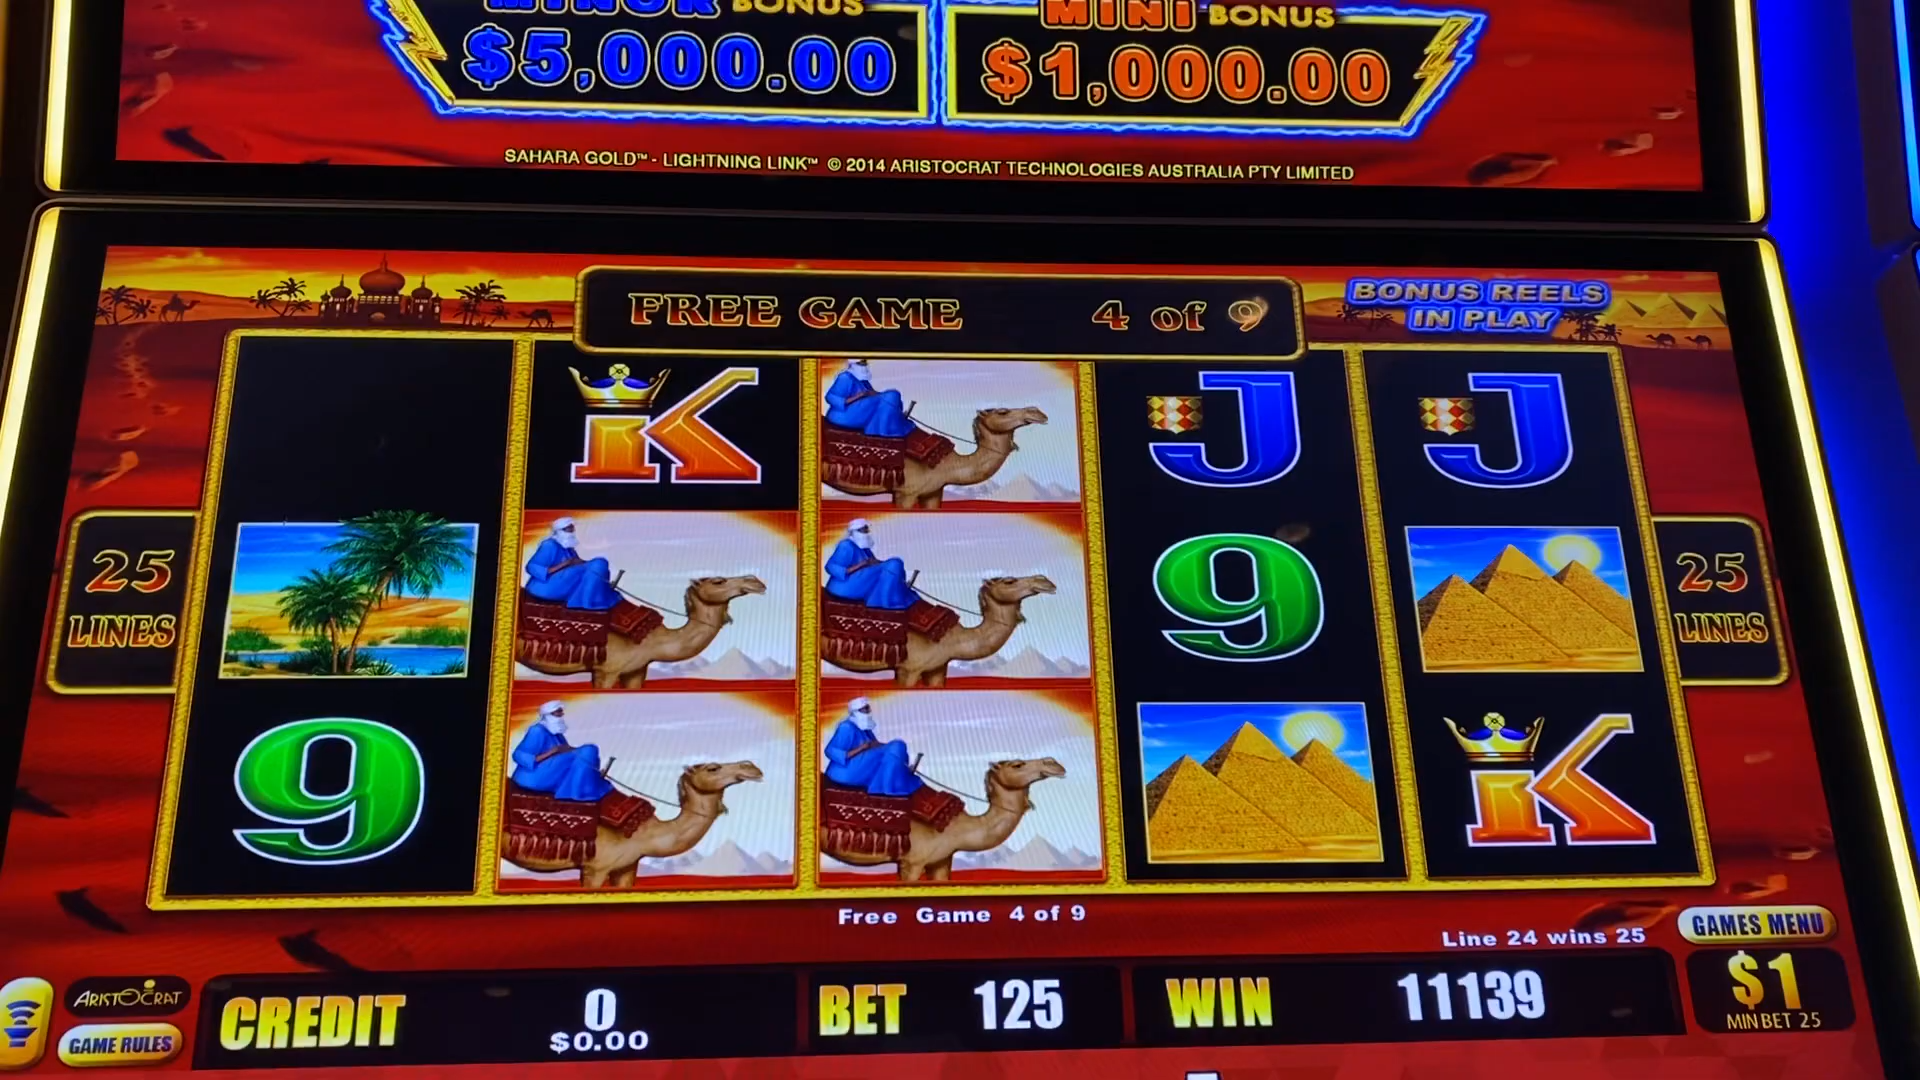 MINOR BONUS
$5,000.00
MINI BONUS
$1,000.00
SAHARA GOLD™ - LIGHTNING LINK™ © 2014 ARISTOCRAT TECHNOLOGIES AUSTRALIA PTY LIMITED
FREE GAME 4 of 9
BONUS REELS
IN PLAY
K
J
J
25
LINES
9
25
LINES
9
K
Free Game 4 of 9
Line 24 wins 25
GAMES MENU
ARISTOCRAT
GAME RULES
CREDIT 0
$0.00
BET 125
WIN 11139
$1
MIN BET 25